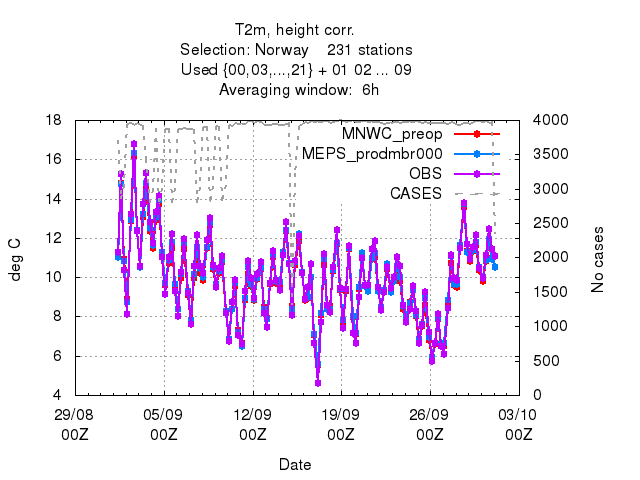 T2m, height corr.
Selection: Norway    231 stations
Used {00,03,...,21} + 01 02 ... 09
Averaging window:  6h
18 4000
MNWC_preop
16 3500
MEPS_prodmbr000
OBS
14 3000
CASES
12 2500
deg C
10 2000
No cases
8 1500
1000
6
500
4 0
29/08 05/09 12/09 19/09 26/09 03/10
00Z 00Z 00Z 00Z 00Z 00Z
Date